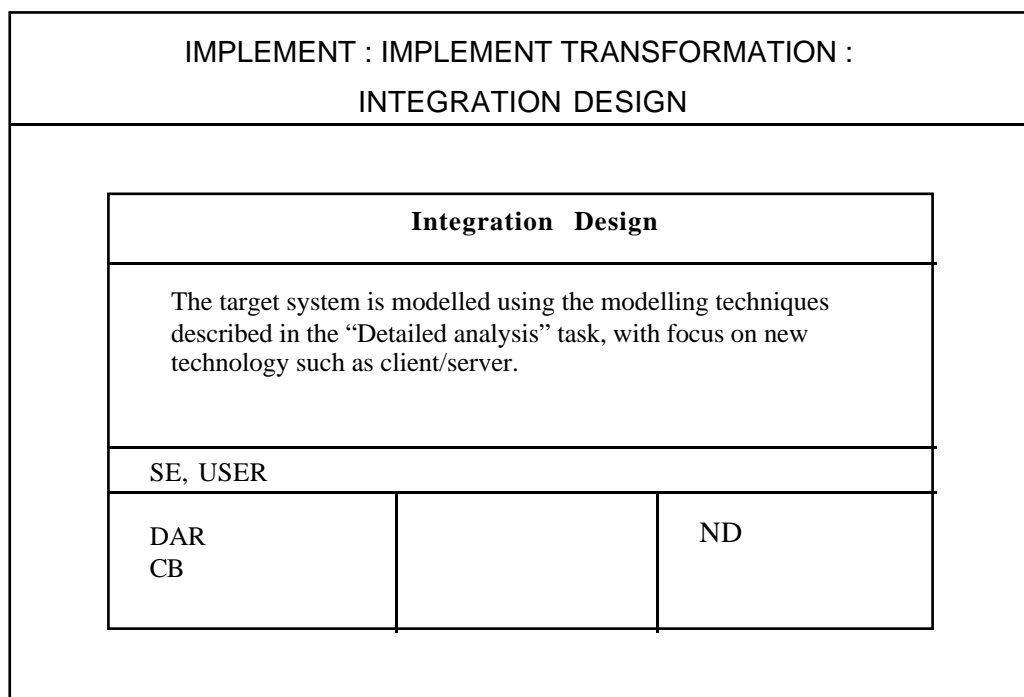 IMPLEMENT : IMPLEMENT TRANSFORMATION :
INTEGRATION DESIGN
Integration Design
The target system is modelled using the modelling techniques
described in the “Detailed analysis” task, with focus on new
technology such as client/server.
SE, USER
DAR
CB
ND